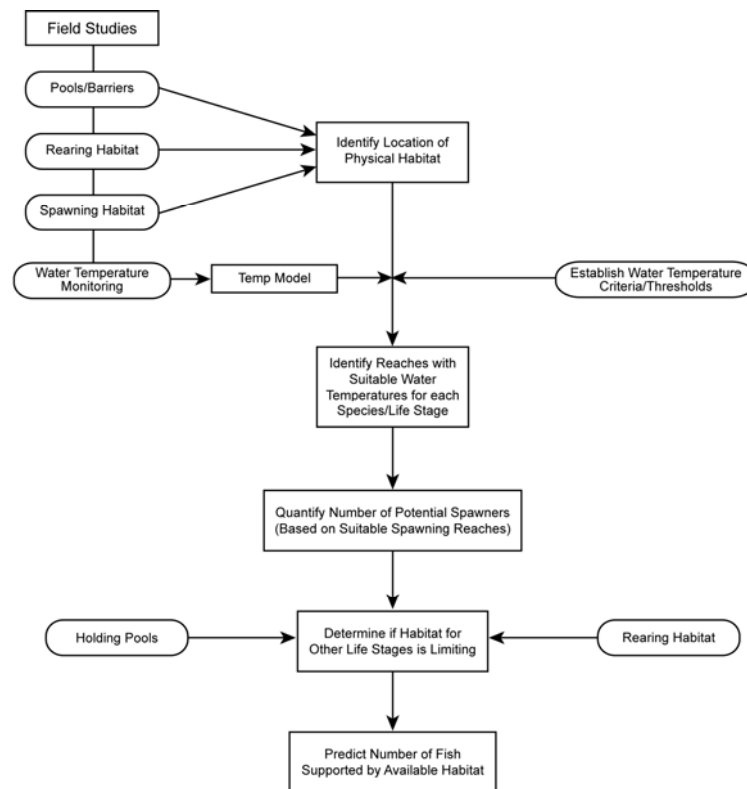 Field Studies
Pools/Barriers
Rearing Habitat
Identify Location of
Physical Habitat
Spawning Habitat
Water Temperature
Monitoring
Temp Model
Establish Water Temperature
Criteria/Thresholds
Identify Reaches with
Suitable Water
Temperatures for each
Species/Life Stage
Quantify Number of Potential Spawners
(Based on Suitable Spawning Reaches)
Holding Pools
Determine if Habitat for
Other Life Stages is Limiting
Rearing Habitat
Predict Number of Fish
Supported by Available Habitat